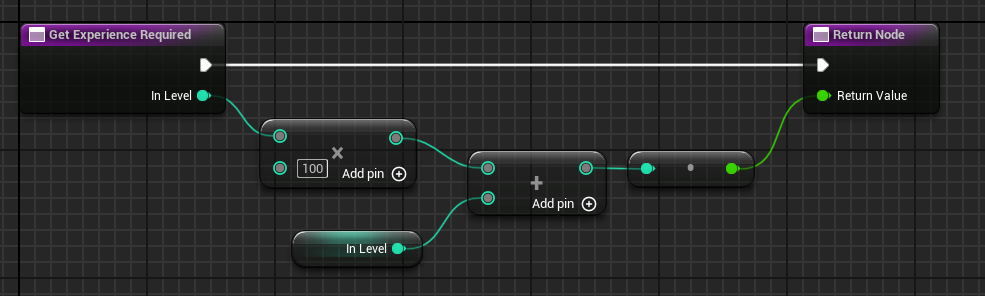 Get Experience Required
Return Node
In Level
Return Value
×
100
Add pin
+
Add pin
In Level